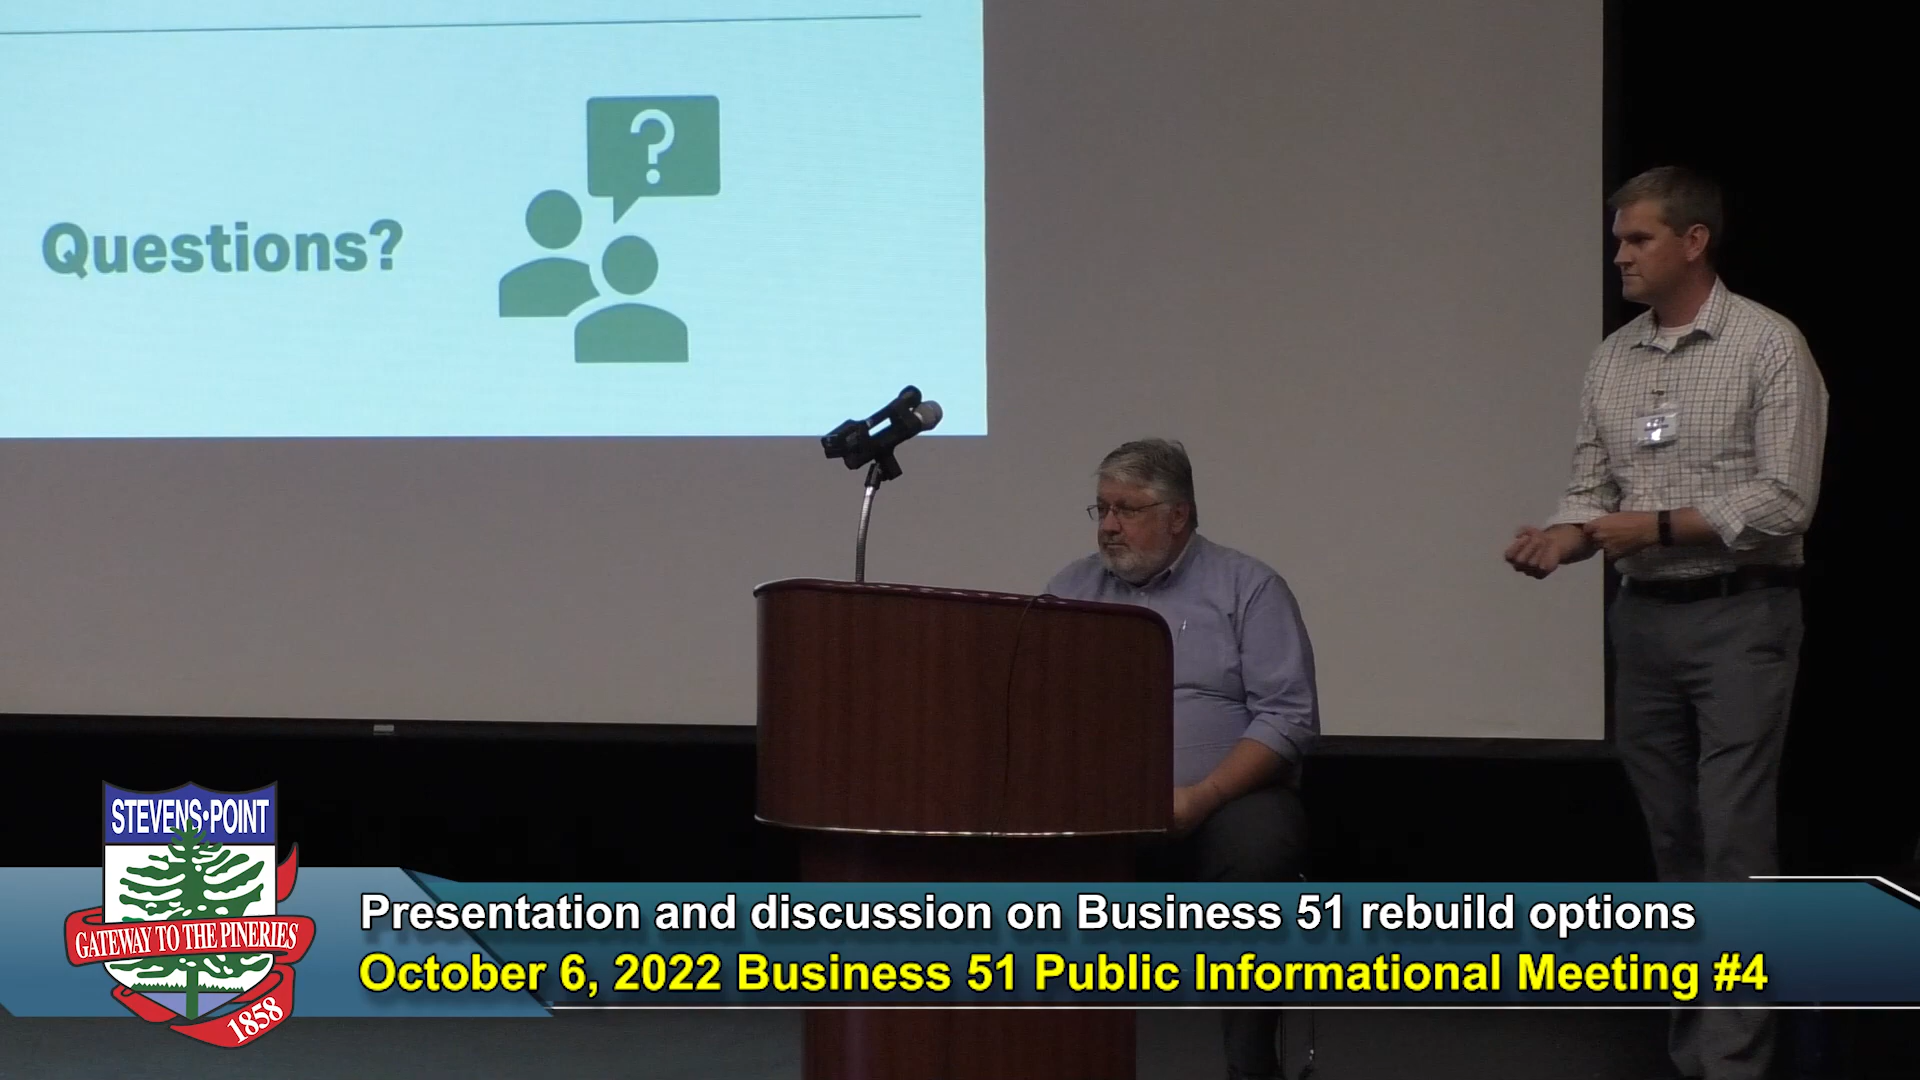 ?
Questions?
STEVENS•POINT
GATEWAY TO THE PINERIES
1858
Presentation and discussion on Business 51 rebuild options
October 6, 2022 Business 51 Public Informational Meeting #4